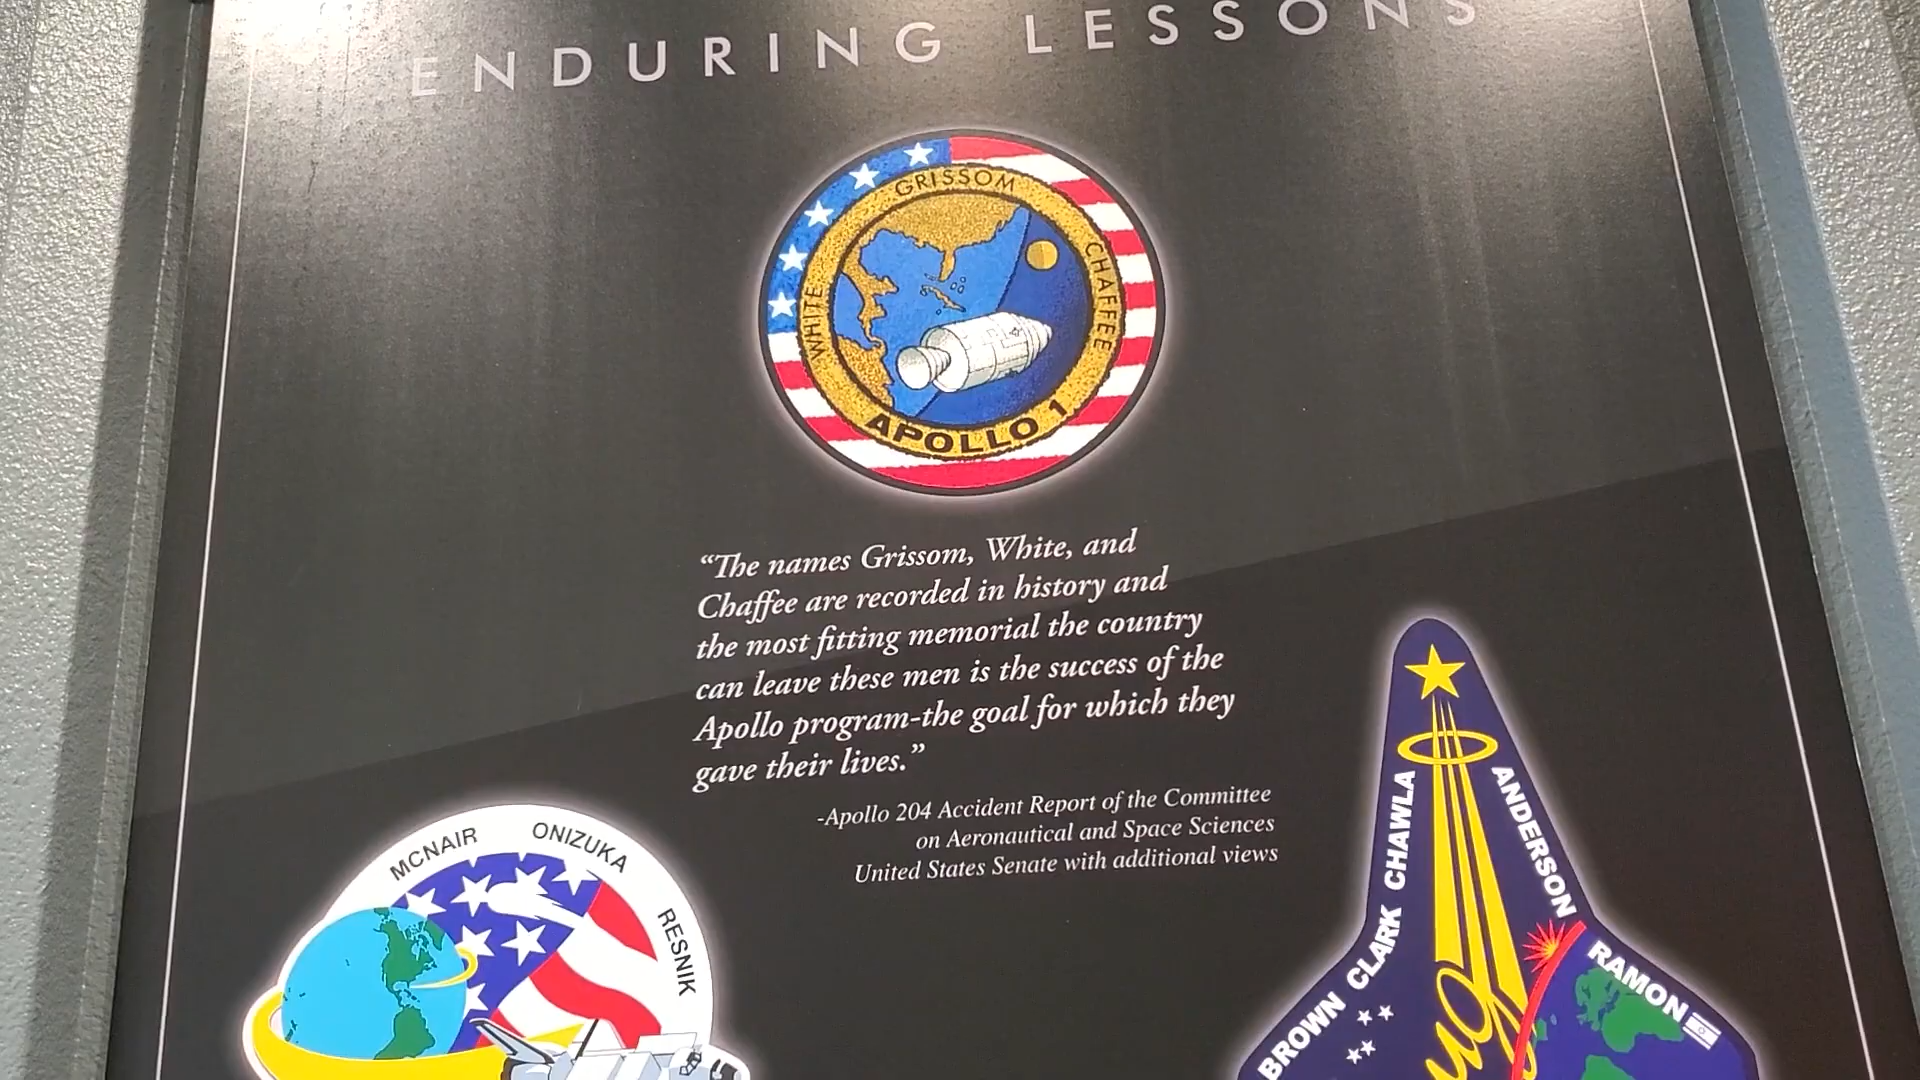 ENDURING LESSONS
GRISSOM
WHITE
CHAFFEE
APOLLO 1
“The names Grissom, White, and
Chaffee are recorded in history and
the most fitting memorial the country
can leave these men is the success of the
Apollo program-the goal for which they
gave their lives.”
-Apollo 204 Accident Report of the Committee
on Aeronautical and Space Sciences
United States Senate with additional views
MCNAIR
ONIZUKA
RESNIK
BROWN CLARK CHAWLA
ANDERSON
RAMON